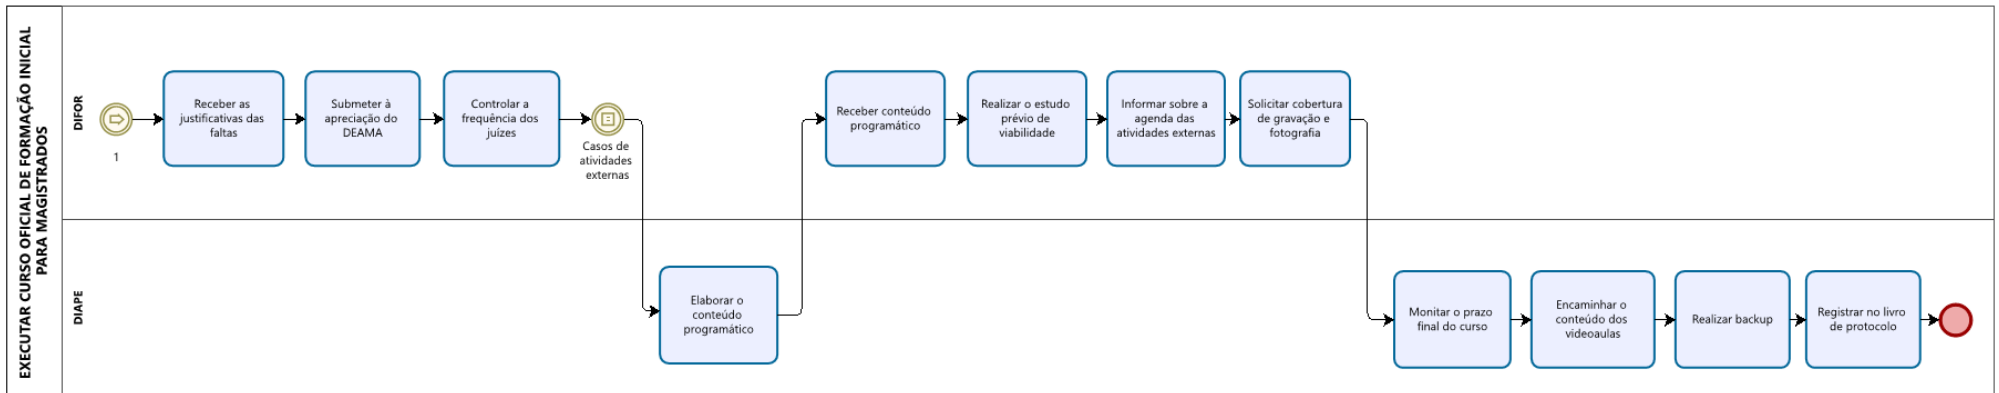 EXECUTAR CURSO OFICIAL DE FORMAÇÃO INICIAL
PARA MAGISTRADOS
DIFOR
1
Receber as
justificativas das
faltas
Submeter à
apreciação do
DEAMA
Controlar a
frequência dos
juízes
Casos de
atividades
externas
Receber conteúdo
programático
Realizar o estudo
prévio de
viabilidade
Informar sobre a
agenda das
atividades externas
Solicitar cobertura
de gravação e
fotografia
DIAPE
Elaborar o
conteúdo
programático
Monitar o prazo
final do curso
Encaminhar o
conteúdo dos
videoaulas
Realizar backup
Registrar no livro
de protocolo